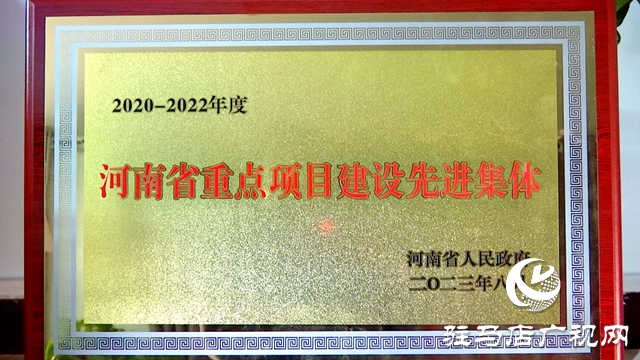 2020-2022年度
河南省重点项目建设先进集体
河南省人民政府
二〇二三年八
驻马店广视网